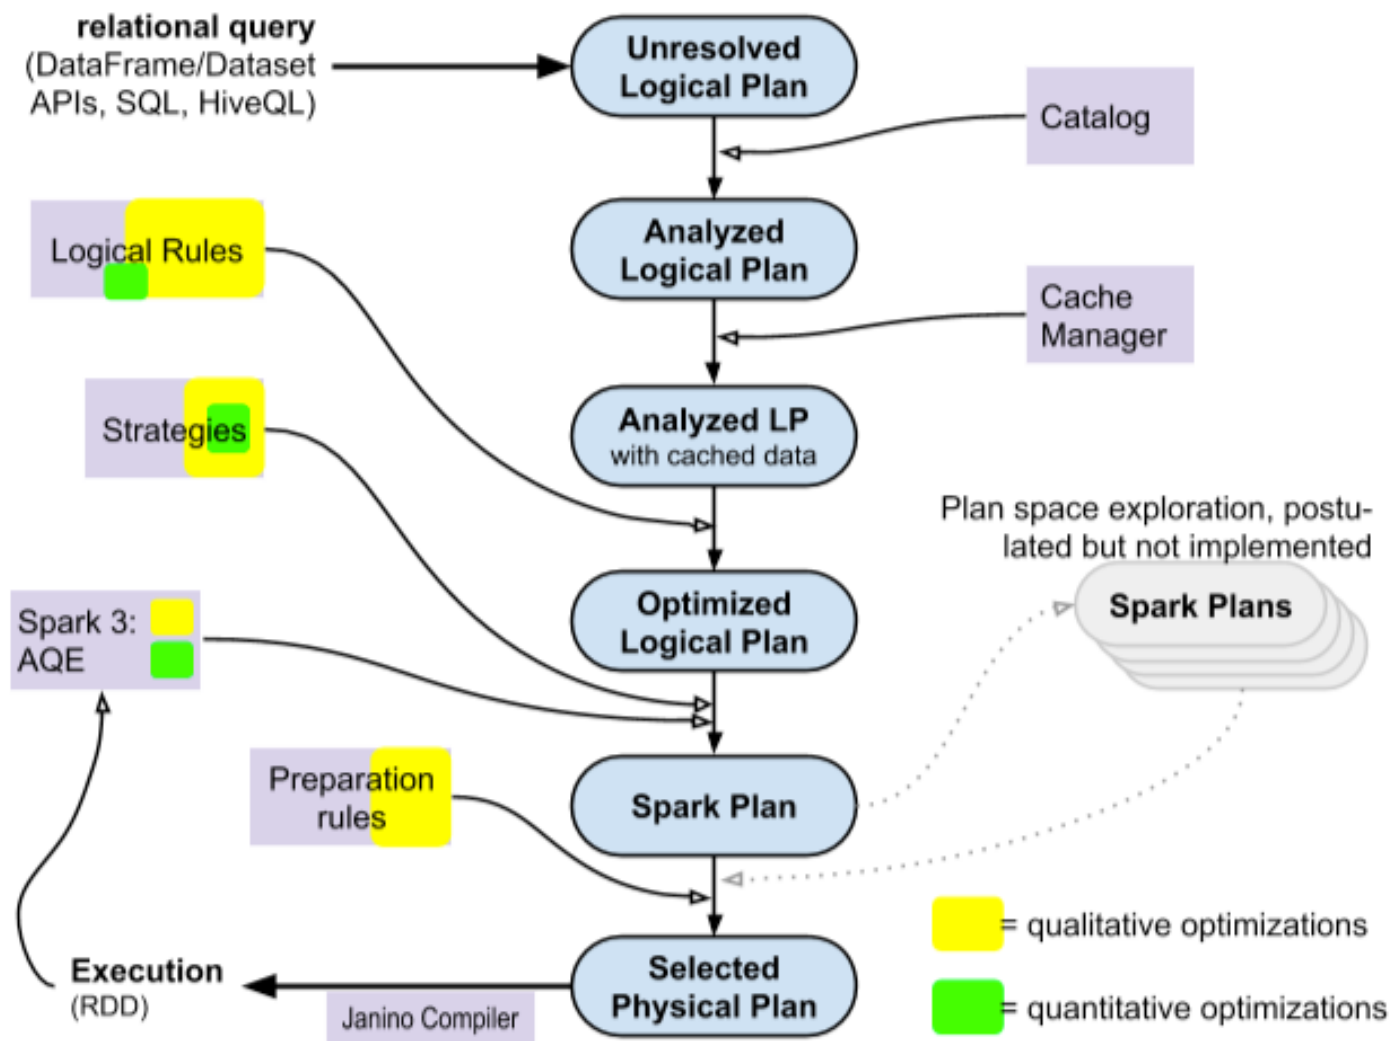 relational query
(DataFrame/Dataset
APIs, SQL, HiveQL)
Unresolved
Logical Plan
Catalog
Logical Rules
Analyzed
Logical Plan
Cache
Manager
Strategies
Analyzed LP
with cached data
Plan space exploration, postu-
lated but not implemented
Spark Plans
Spark 3:
AQE
Optimized
Logical Plan
Preparation
rules
Spark Plan
= qualitative optimizations
Execution
(RDD)
Selected
Physical Plan
Janino Compiler
= quantitative optimizations